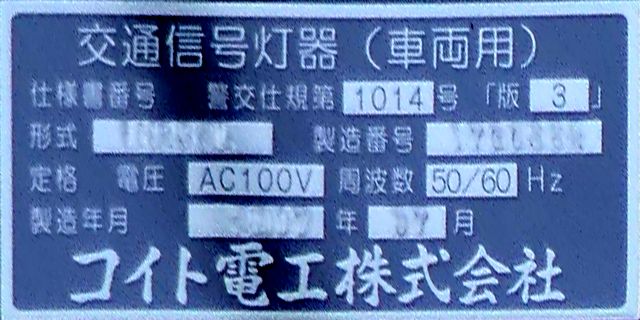 交通信号灯器(車両用)
仕様書番号 警交仕規第 1014 号 「版 3 」
形式 製造番号
定格 電圧 AC100V 周波数 50/60 Hz
製造年月 年 月
コイト電工株式会社